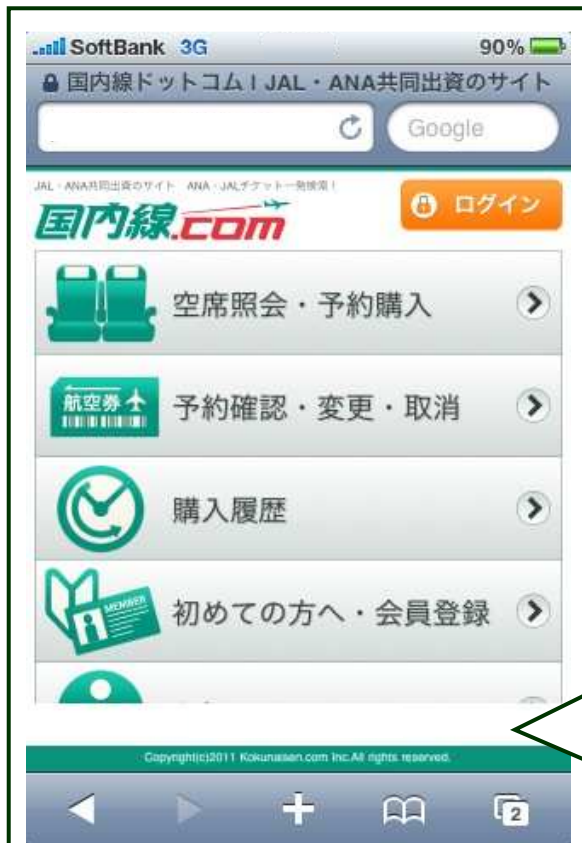 SoftBank 3G 90%
国内線ドットコム | JAL・ANA共同出資のサイト
Google
JAL・ANA共同出資のサイト ANA・JALチケット一発検索！
国内線.com
ログイン
空席照会・予約購入
航空券
予約確認・変更・取消
購入履歴
MEMBER
初めての方へ・会員登録
Copyright(c)2011 Kokunaisen.com Inc.All rights reserved.
2